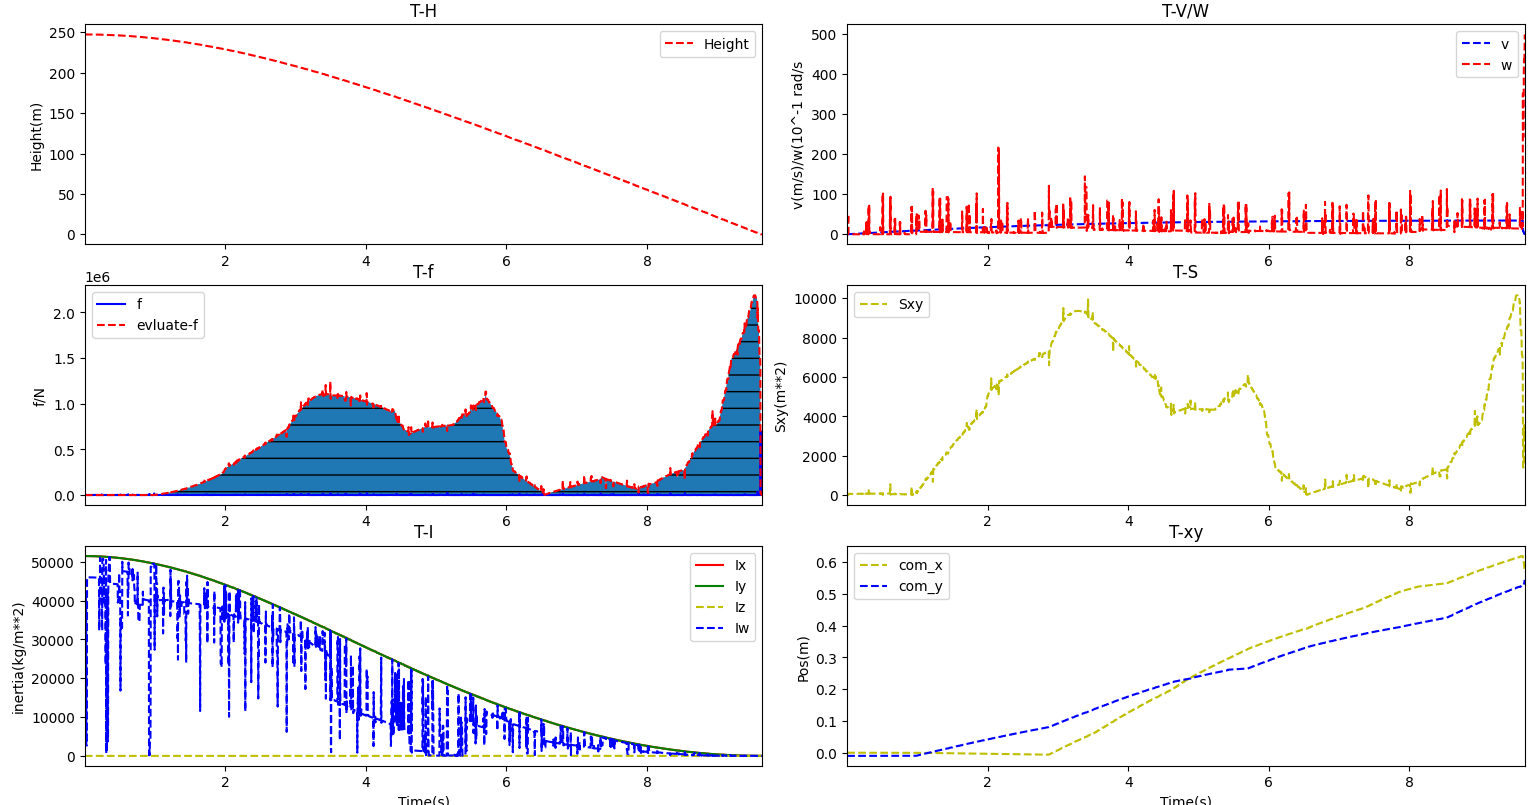 T-H
Height(m)
250
200
150
100
50
0
Height
2
4
6
8
T-V/W
v(m/s)/w(10^-1 rad/s
500
400
300
200
100
0
v
w
2
4
6
8
T-f
1e6
f/N
2.0
1.5
1.0
0.5
0.0
f
evluate-f
2
4
6
8
T-S
Sxy(m**2)
10000
8000
6000
4000
2000
0
Sxy
2
4
6
8
T-I
inertia(kg/m**2)
50000
40000
30000
20000
10000
0
Ix
Iy
Iz
Iw
2
4
6
8
Time(s)
T-xy
Pos(m)
0.6
0.5
0.4
0.3
0.2
0.1
0.0
com_x
com_y
2
4
6
8
Time(s)